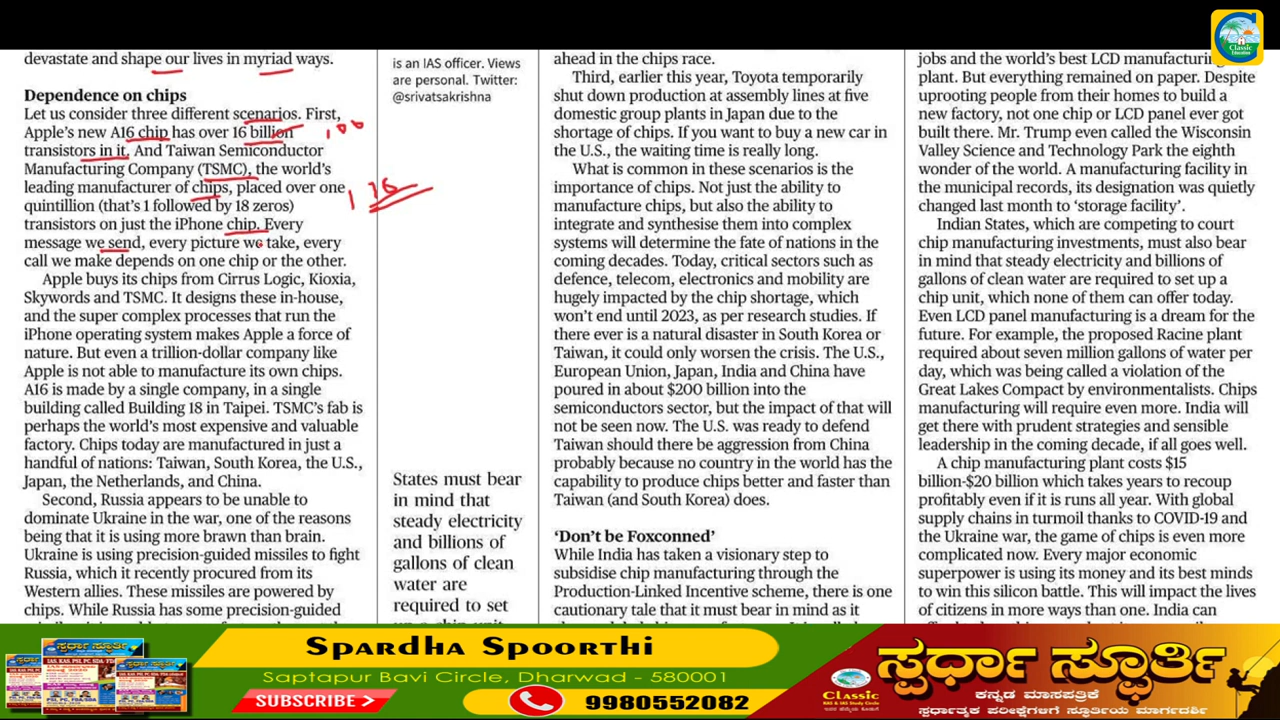 Classic
Education
devastate and shape our lives in myriad ways.
Dependence on chips
Let us consider three different scenarios. First,
Apple's new A16 chip has over 16 billion
transistors in it. And Taiwan Semiconductor
Manufacturing Company (TSMC), the world's
leading manufacturer of chips, placed over one
quintillion (that's 1 followed by 18 zeros)
transistors on just the iPhone chip. Every
message we send, every picture we take, every
call we make depends on one chip or the other.
Apple buys its chips from Cirrus Logic, Kioxia,
Skywords and TSMC. It designs these in-house,
and the super complex processes that run the
iPhone operating system makes Apple a force of
nature. But even a trillion-dollar company like
Apple is not able to manufacture its own chips.
A16 is made by a single company, in a single
building called Building 18 in Taipei. TSMC's fab is
perhaps the world's most expensive and valuable
factory. Chips today are manufactured in just a
handful of nations: Taiwan, South Korea, the U.S.,
Japan, the Netherlands, and China.
Second, Russia appears to be unable to
dominate Ukraine in the war, one of the reasons
being that it is using more brawn than brain.
Ukraine is using precision-guided missiles to fight
Russia, which it recently procured from its
Western allies. These missiles are powered by
chips. While Russia has some precision-guided
100
is an IAS officer. Views
are personal. Twitter:
@srivatsakrishna
States must bear
in mind that
steady electricity
and billions of
gallons of clean
water are
required to set
ahead in the chips race.
Third, earlier this year, Toyota temporarily
shut down production at assembly lines at five
domestic group plants in Japan due to the
shortage of chips. If you want to buy a new car in
the U.S., the waiting time is really long.
What is common in these scenarios is the
importance of chips. Not just the ability to
manufacture chips, but also the ability to
integrate and synthesise them into complex
systems will determine the fate of nations in the
coming decades. Today, critical sectors such as
defence, telecom, electronics and mobility are
hugely impacted by the chip shortage, which
won't end until 2023, as per research studies. If
there ever is a natural disaster in South Korea or
Taiwan, it could only worsen the crisis. The U.S.,
European Union, Japan, India and China have
poured in about $200 billion into the
semiconductors sector, but the impact of that will
not be seen now. The U.S. was ready to defend
Taiwan should there be aggression from China
probably because no country in the world has the
capability to produce chips better and faster than
Taiwan (and South Korea) does.
'Don't be Foxconned'
While India has taken a visionary step to
subsidise chip manufacturing through the
Production-Linked Incentive scheme, there is one
cautionary tale that it must bear in mind as it
jobs and the world's best LCD manufacturing
plant. But everything remained on paper. Despite
uprooting people from their homes to build a
new factory, not one chip or LCD panel ever got
built there. Mr. Trump even called the Wisconsin
Valley Science and Technology Park the eighth
wonder of the world. A manufacturing facility in
the municipal records, its designation was quietly
changed last month to 'storage facility'.
Indian States, which are competing to court
chip manufacturing investments, must also bear
in mind that steady electricity and billions of
gallons of clean water are required to set up a
chip unit, which none of them can offer today.
Even LCD panel manufacturing is a dream for the
future. For example, the proposed Racine plant
required about seven million gallons of water per
day, which was being called a violation of the
Great Lakes Compact by environmentalists. Chips
manufacturing will require even more. India will
get there with prudent strategies and sensible
leadership in the coming decade, if all goes well.
A chip manufacturing plant costs $15
billion-$20 billion which takes years to recoup
profitably even if it is runs all year. With global
supply chains in turmoil thanks to COVID-19 and
the Ukraine war, the game of chips is even more
complicated now. Every major economic
superpower is using its money and its best minds
to win this silicon battle. This will impact the lives
of citizens in more ways than one. India can
Spardha Spoorthi
Saptapur Bavi Circle, Dharwad - 580001
SUBSCRIBE
9980552082
Classic
ಸ್ಪರ್ಧಾ ಸ್ಫೂರ್ತಿ
ಕನ್ನಡ ಮಾಸಪತ್ರಿಕೆ
ಸ್ಪರ್ಧಾತ್ಮಕ ಪರೀಕ್ಷೆಗಳಿಗೆ ಸ್ಫೂರ್ತಿದಾಯಕ ಮಾರ್ಗದರ್ಶಿ